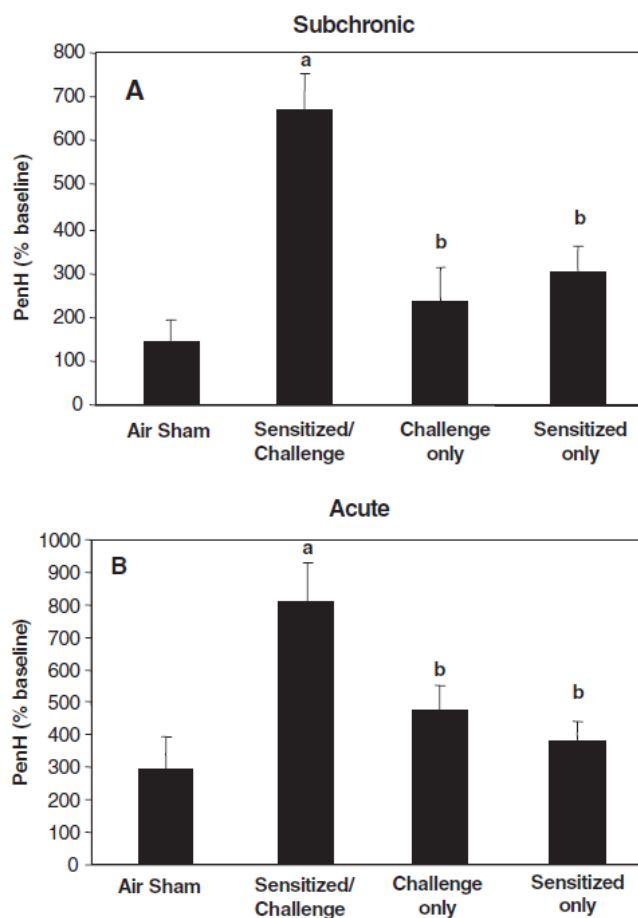 Subchronic
800
700
600
500
400
300
200
100
0
PenH (% baseline)
A
a
b
b
Air Sham
Sensitized/
Challenge
Challenge
only
Sensitized
only
Acute
1000
900
800
700
600
500
400
300
200
100
0
PenH (% baseline)
B
a
b
b
Air Sham
Sensitized/
Challenge
Challenge
only
Sensitized
only